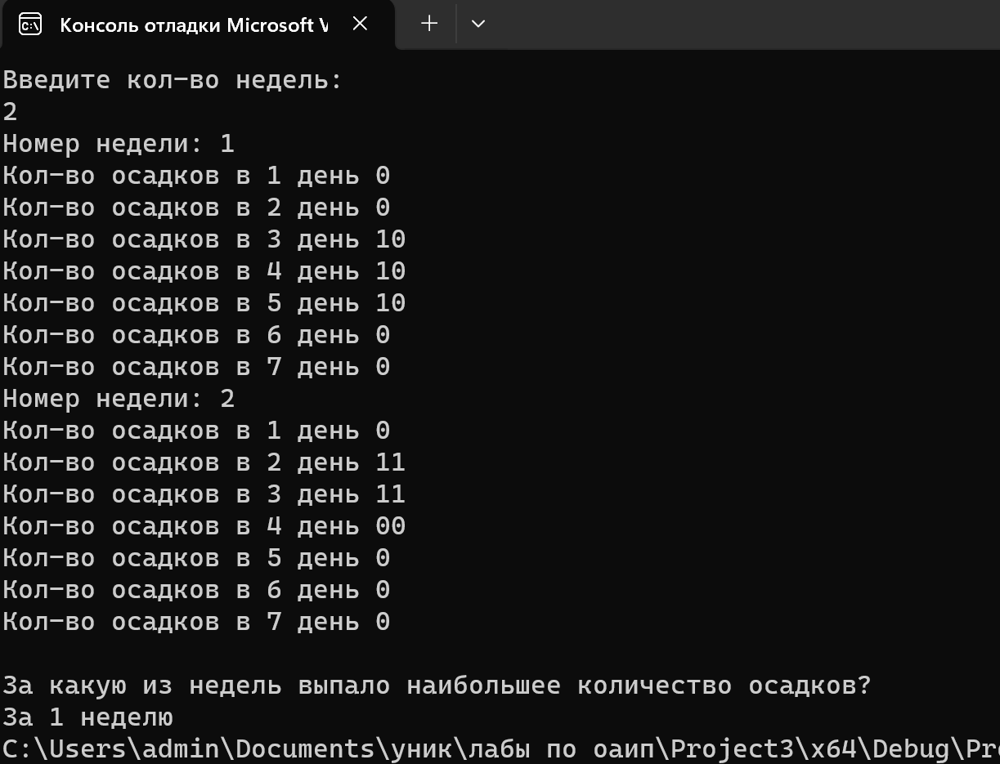 Консоль отладки Microsoft V
Введите кол-во недель:
2
Номер недели: 1
Кол-во осадков в 1 день 0
Кол-во осадков в 2 день 0
Кол-во осадков в 3 день 10
Кол-во осадков в 4 день 10
Кол-во осадков в 5 день 10
Кол-во осадков в 6 день 0
Кол-во осадков в 7 день 0
Номер недели: 2
Кол-во осадков в 1 день 0
Кол-во осадков в 2 день 11
Кол-во осадков в 3 день 11
Кол-во осадков в 4 день 00
Кол-во осадков в 5 день 0
Кол-во осадков в 6 день 0
Кол-во осадков в 7 день 0
За какую из недель выпало наибольшее количество осадков?
За 1 неделю
C:\Users\admin\Documents\уник\лабы по оаип\Project3\x64\Debug\Pr